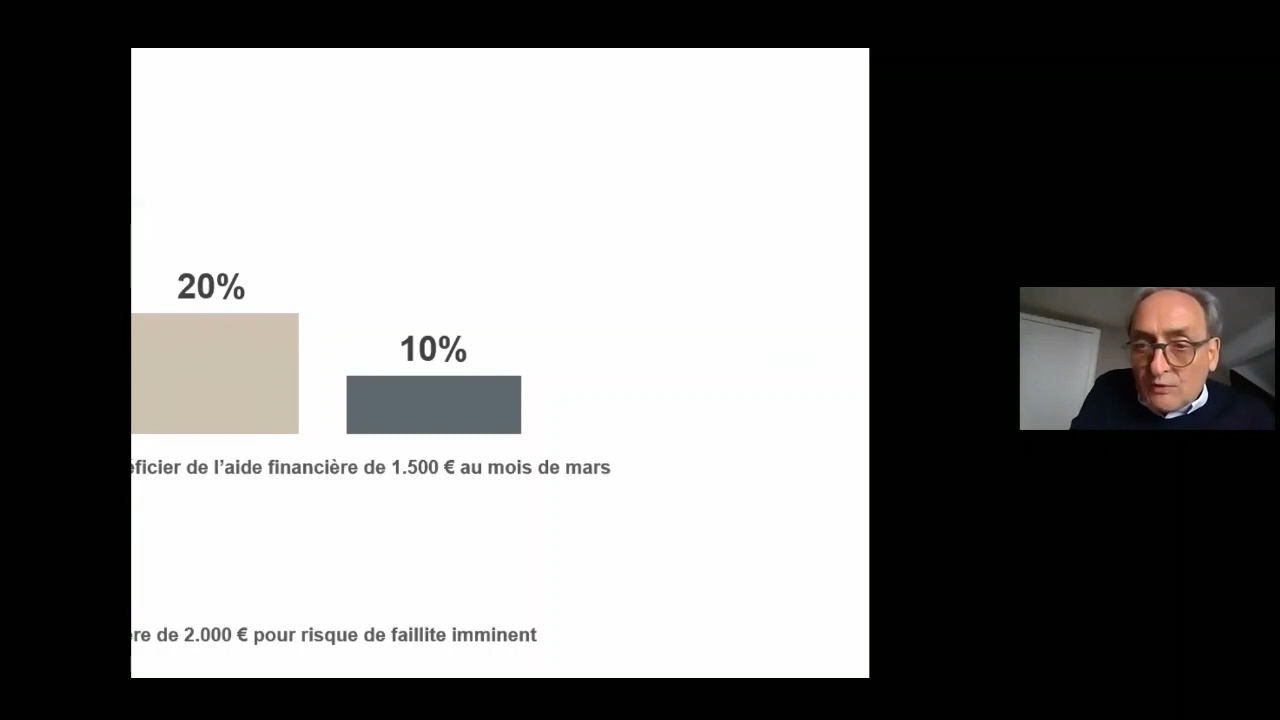 20%
10%
éficier de l’aide financière de 1.500 € au mois de mars
re de 2.000 € pour risque de faillite imminent